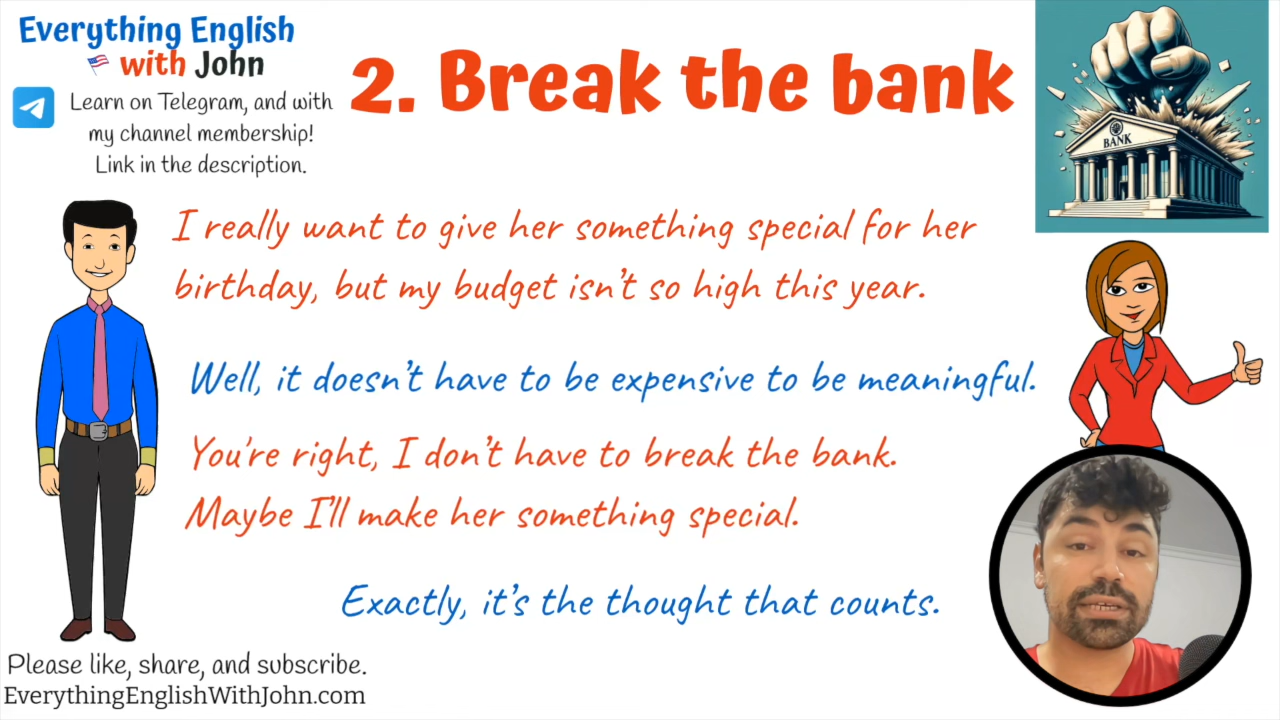 Everything English
with John
Learn on Telegram, and with
my channel membership!
Link in the description.
2. Break the bank
BANK
I really want to give her something special for her
birthday, but my budget isn't so high this year.
Well, it doesn't have to be expensive to be meaningful.
You're right, I don't have to break the bank.
Maybe I'll make her something special.
Exactly, it's the thought that counts.
Please like, share, and subscribe.
EverythingEnglishWithJohn.com